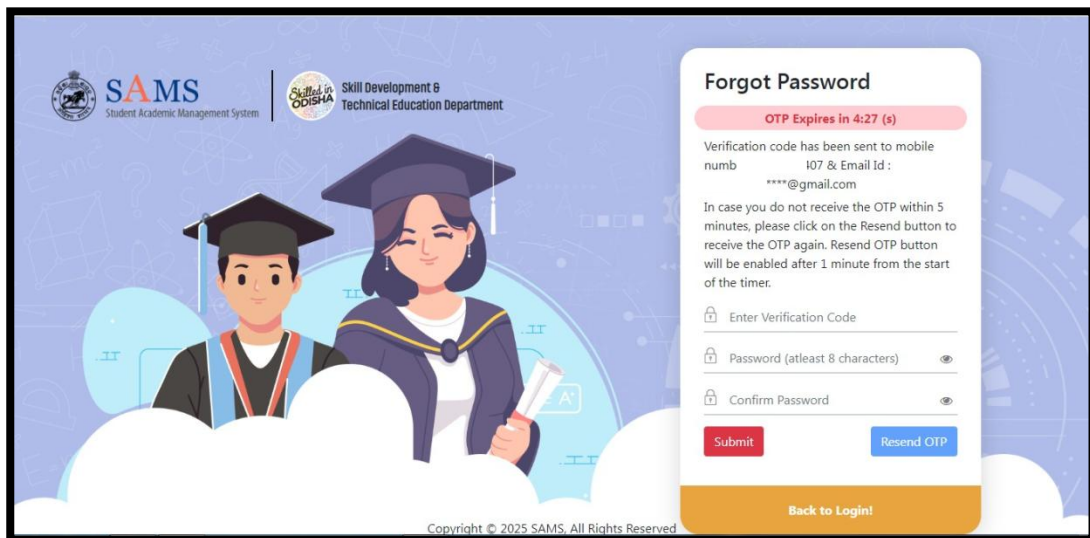 SAMS
Student Academic Management System
Skilled in
ODISHA
Skill Development &
Technical Education Department
Forgot Password
OTP Expires in 4:27 (s)
Verification code has been sent to mobile
numb 407 & Email Id :
****@gmail.com
In case you do not receive the OTP within 5
minutes, please click on the Resend button to
receive the OTP again. Resend OTP button
will be enabled after 1 minute from the start
of the timer.
Enter Verification Code
Password (atleast 8 characters)
Confirm Password
Submit
Resend OTP
Back to Login!
Copyright © 2025 SAMS, All Rights Reserved